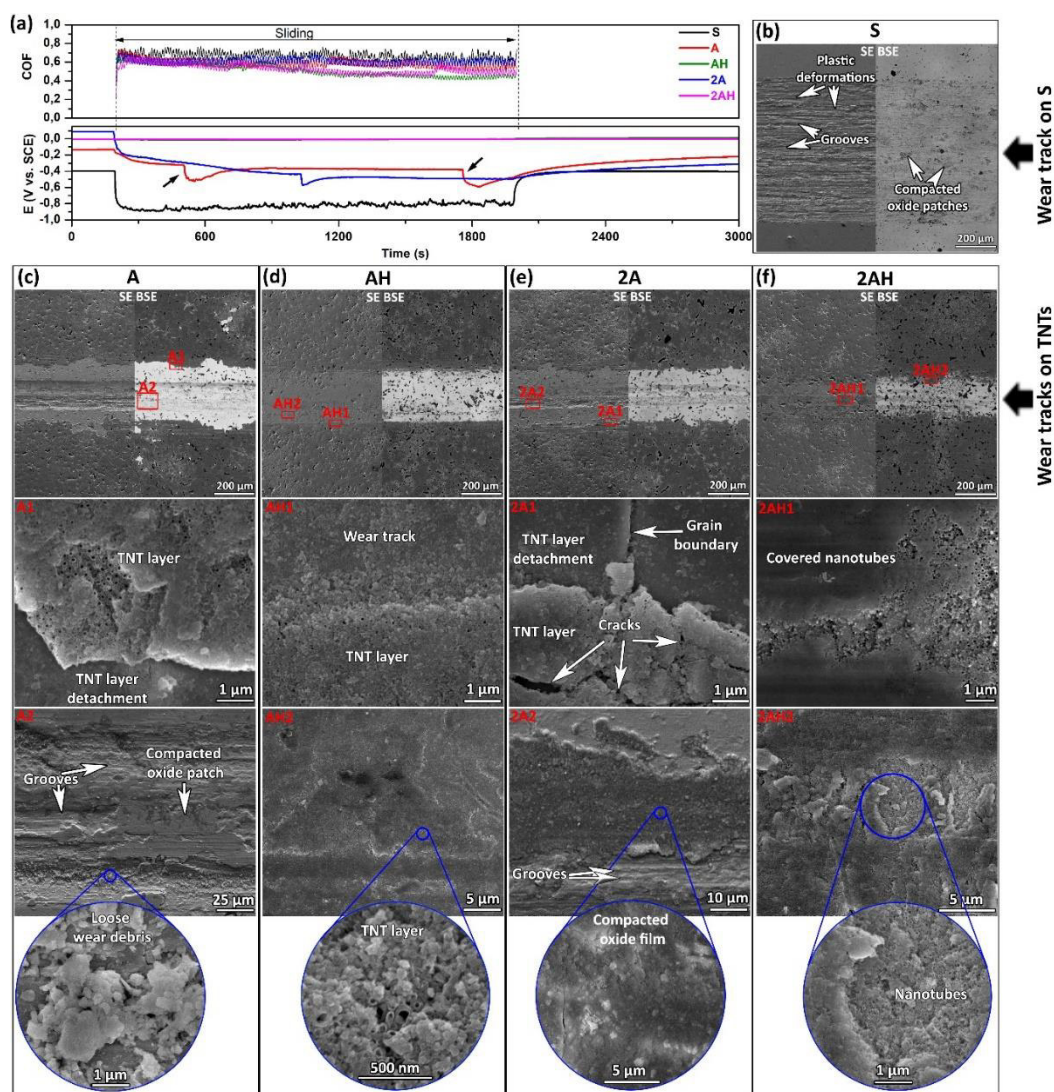 (a)
Sliding
COF
1,0
0,8
0,6
0,4
0,2
0,0
S
A
AH
2A
2AH
E (V vs. SCE)
0,0
-0,2
-0,4
-0,6
-0,8
-1,0
0 600 1200 1800 2400 3000
Time (s)
(b) S
SE BSE
Plastic
deformations
Grooves
Compacted
oxide patches
200 µm
Wear track on S
(c) A
SE BSE
A1
A2
200 µm
(d) AH
SE BSE
AH2
AH1
200 µm
(e) 2A
SE BSE
2A2
2A1
200 µm
(f) 2AH
SE BSE
2AH1
2AH2
200 µm
Wear tracks on TNTs
A1
TNT layer
TNT layer
detachment
1 µm
AH1
Wear track
TNT layer
1 µm
2A1
TNT layer
detachment
Grain
boundary
Cracks
TNT layer
1 µm
2AH1
Covered nanotubes
1 µm
A2
Grooves
Compacted
oxide patch
25 µm
AH2
5 µm
2A2
Grooves
10 µm
2AH2
5 µm
Loose
wear debris
1 µm
TNT layer
500 nm
Compacted
oxide film
5 µm
Nanotubes
1 µm